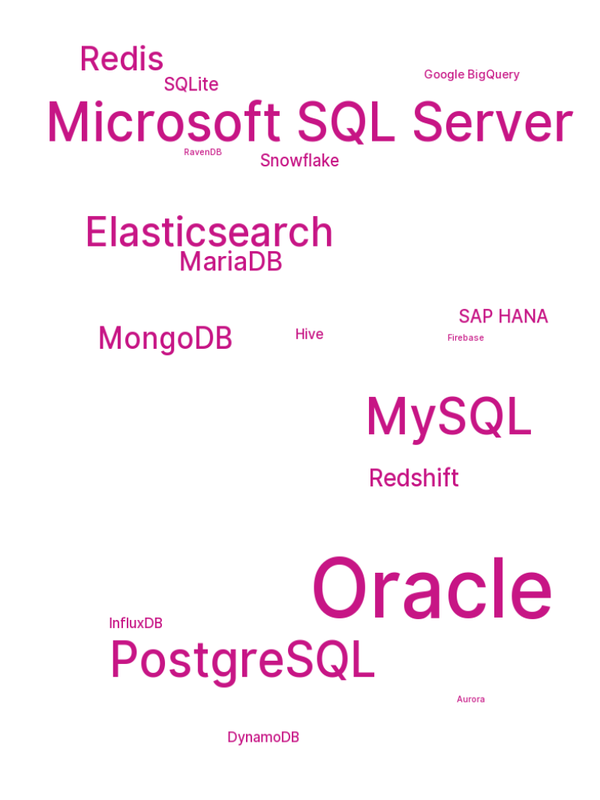 Redis
Google BigQuery
SQLite
Microsoft SQL Server
RavenDB
Snowflake
Elasticsearch
MariaDB
SAP HANA
MongoDB
Hive
Firebase
MySQL
Redshift
Oracle
InfluxDB
PostgreSQL
Aurora
DynamoDB